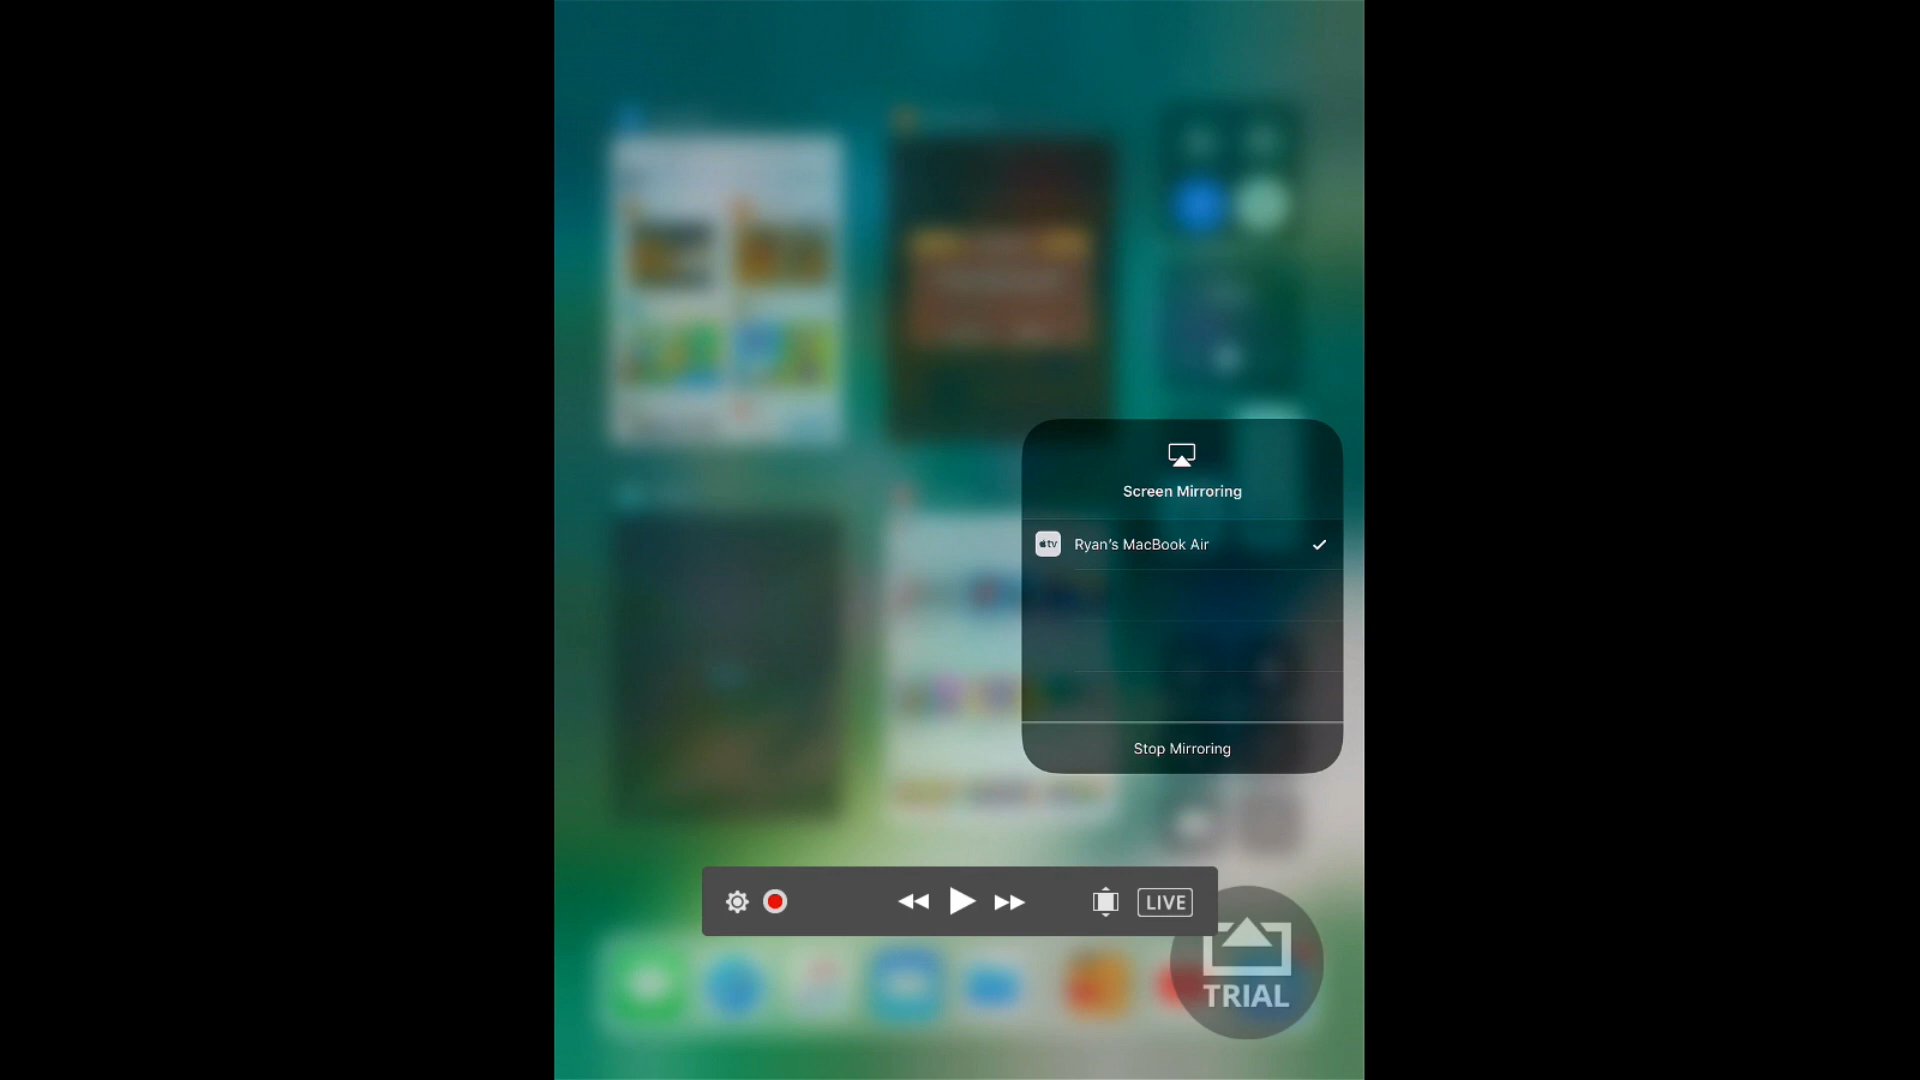 Screen Mirroring
tv Ryan's MacBook Air
Stop Mirroring
LIVE
TRIAL